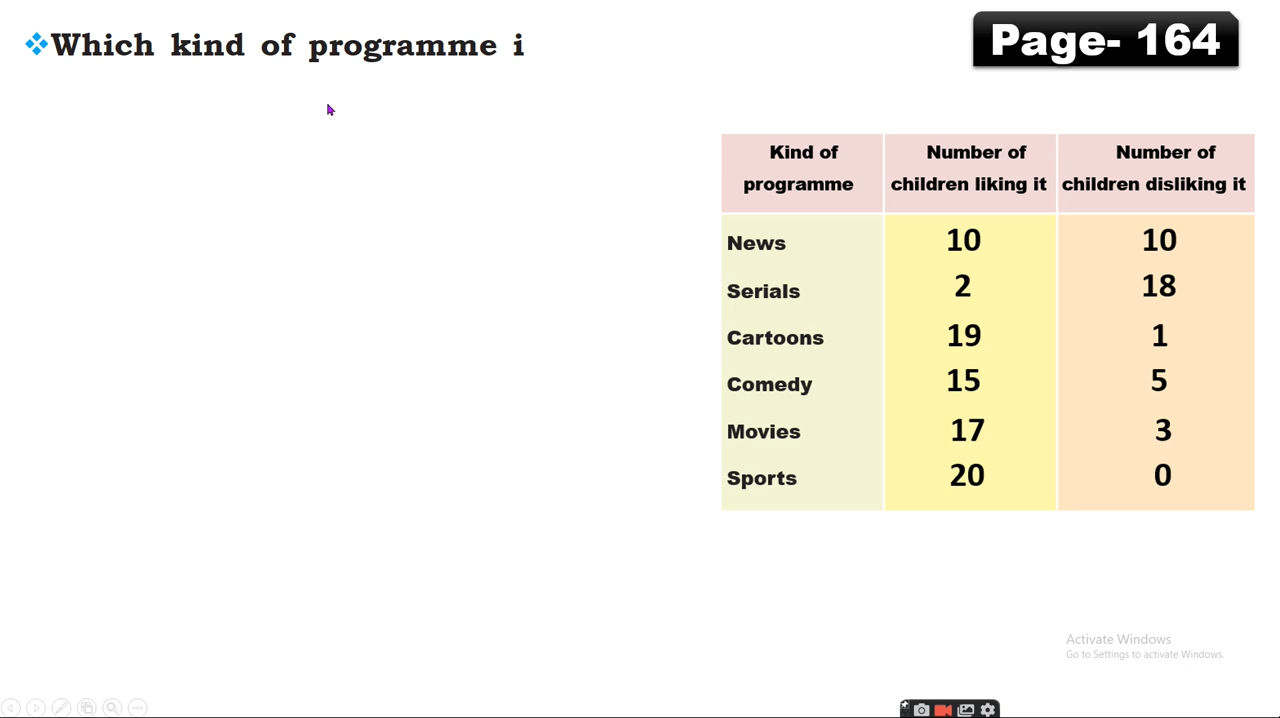 Which kind of programme i
Page- 164
Kind of programme
Number of children liking it
Number of children disliking it
News 10 10
Serials 2 18
Cartoons 19 1
Comedy 15 5
Movies 17 3
Sports 20 0
Activate Windows
Go to Settings to activate Windows.